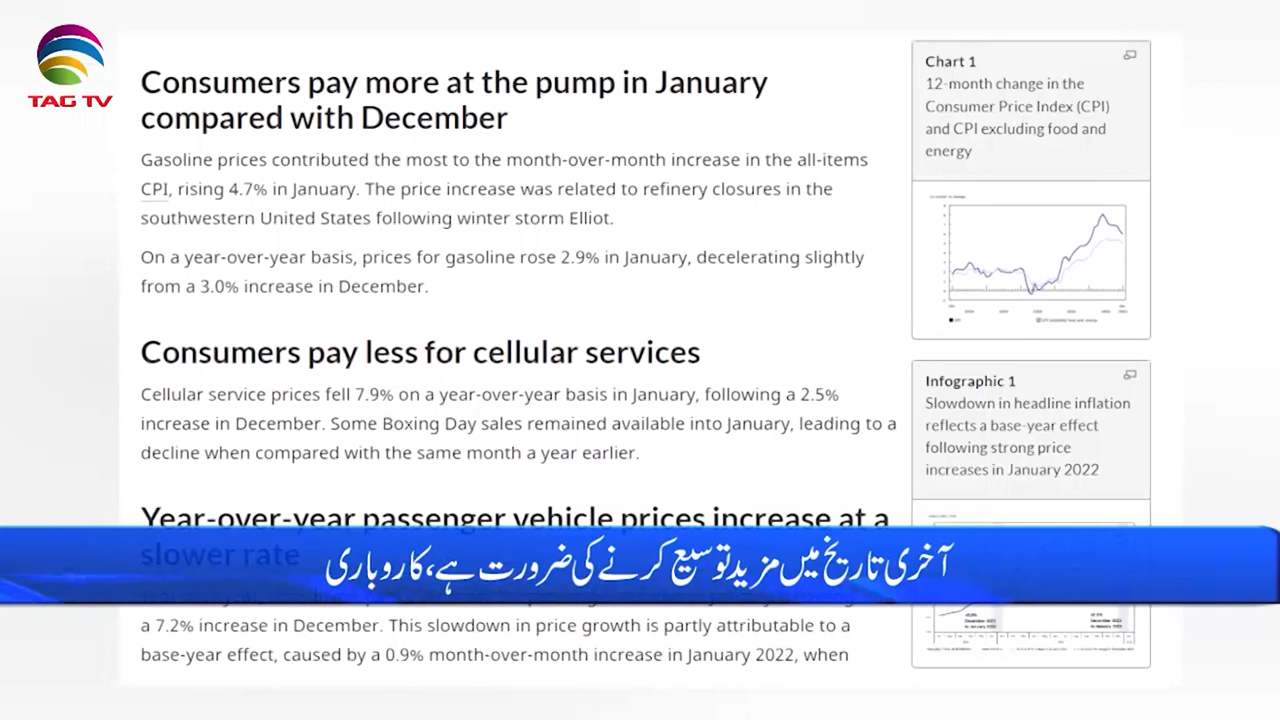 TAG TV
Consumers pay more at the pump in January
compared with December
Gasoline prices contributed the most to the month-over-month increase in the all-items
CPI, rising 4.7% in January. The price increase was related to refinery closures in the
southwestern United States following winter storm Elliot.
On a year-over-year basis, prices for gasoline rose 2.9% in January, decelerating slightly
from a 3.0% increase in December.
Consumers pay less for cellular services
Cellular service prices fell 7.9% on a year-over-year basis in January, following a 2.5%
increase in December. Some Boxing Day sales remained available into January, leading to a
decline when compared with the same month a year earlier.
Year-over-year passenger vehicle prices increase at a
slower rate
a 7.2% increase in December. This slowdown in price growth is partly attributable to a
base-year effect, caused by a 0.9% month-over-month increase in January 2022, when
Chart 1
12-month change in the
Consumer Price Index (CPI)
and CPI excluding food and
energy
Infographic 1
Slowdown in headline inflation
reflects a base-year effect
following strong price
increases in January 2022
آخری تاریخ میں مزید توسیع کرنے کی ضرورت ہے، کاروباری